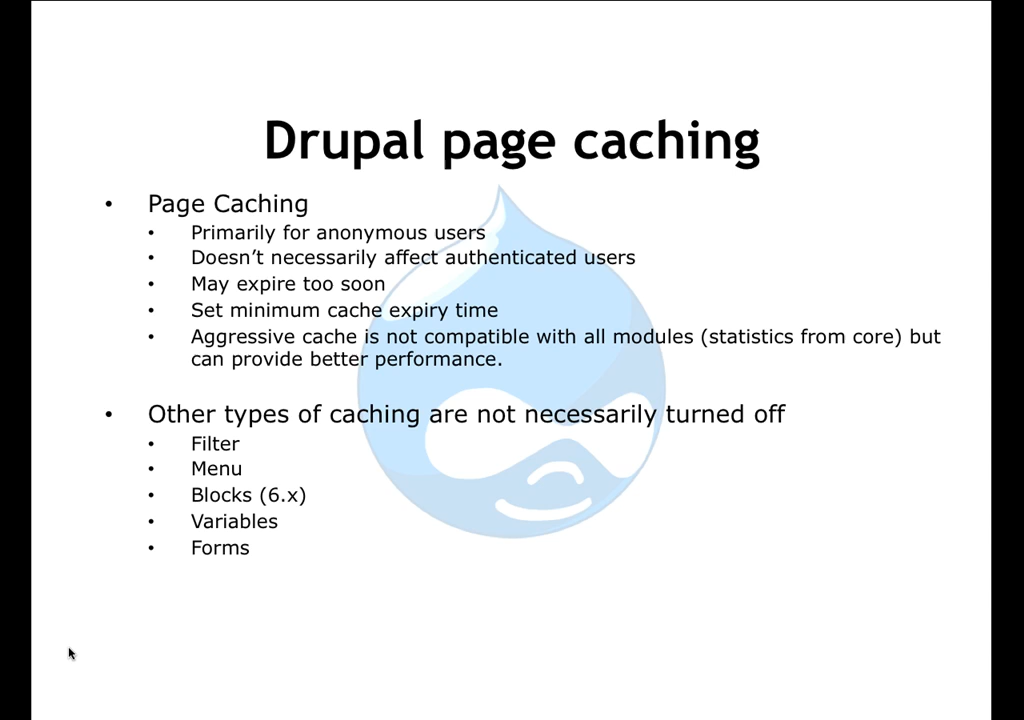 Drupal page caching
• Page Caching
• Primarily for anonymous users
• Doesn’t necessarily affect authenticated users
• May expire too soon
• Set minimum cache expiry time
• Aggressive cache is not compatible with all modules (statistics from core) but
can provide better performance.
• Other types of caching are not necessarily turned off
• Filter
• Menu
• Blocks (6.x)
• Variables
• Forms